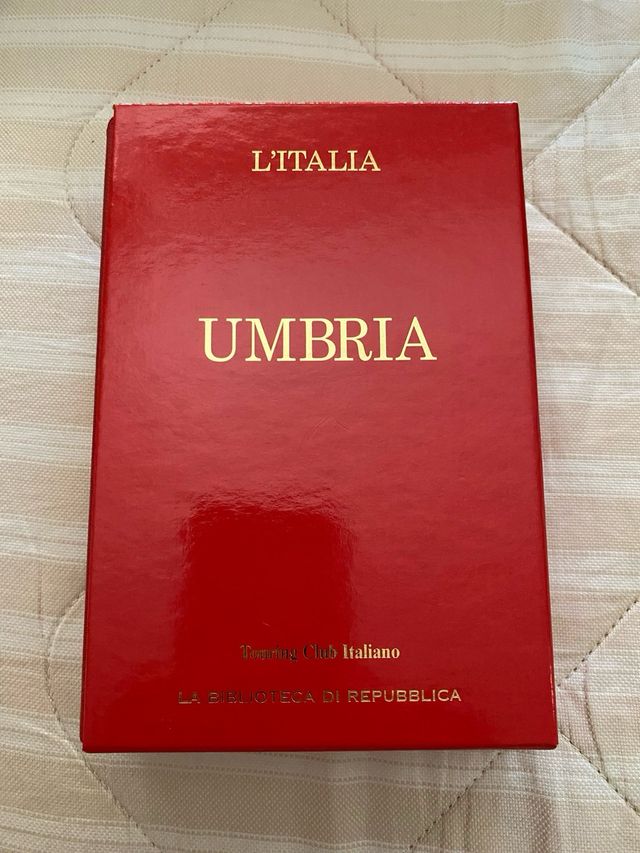 L'ITALIA
UMBRIA
Touring Club Italiano
LA BIBLIOTECA DI REPUBBLICA